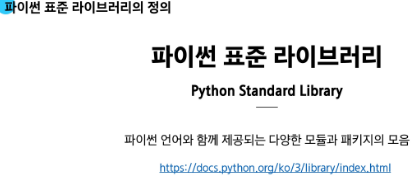 파이썬 표준 라이브러리의 정의
파이썬 표준 라이브러리
Python Standard Library
파이썬 언어와 함께 제공되는 다양한 모듈과 패키지의 모음
https://docs.python.org/ko/3/library/index.html